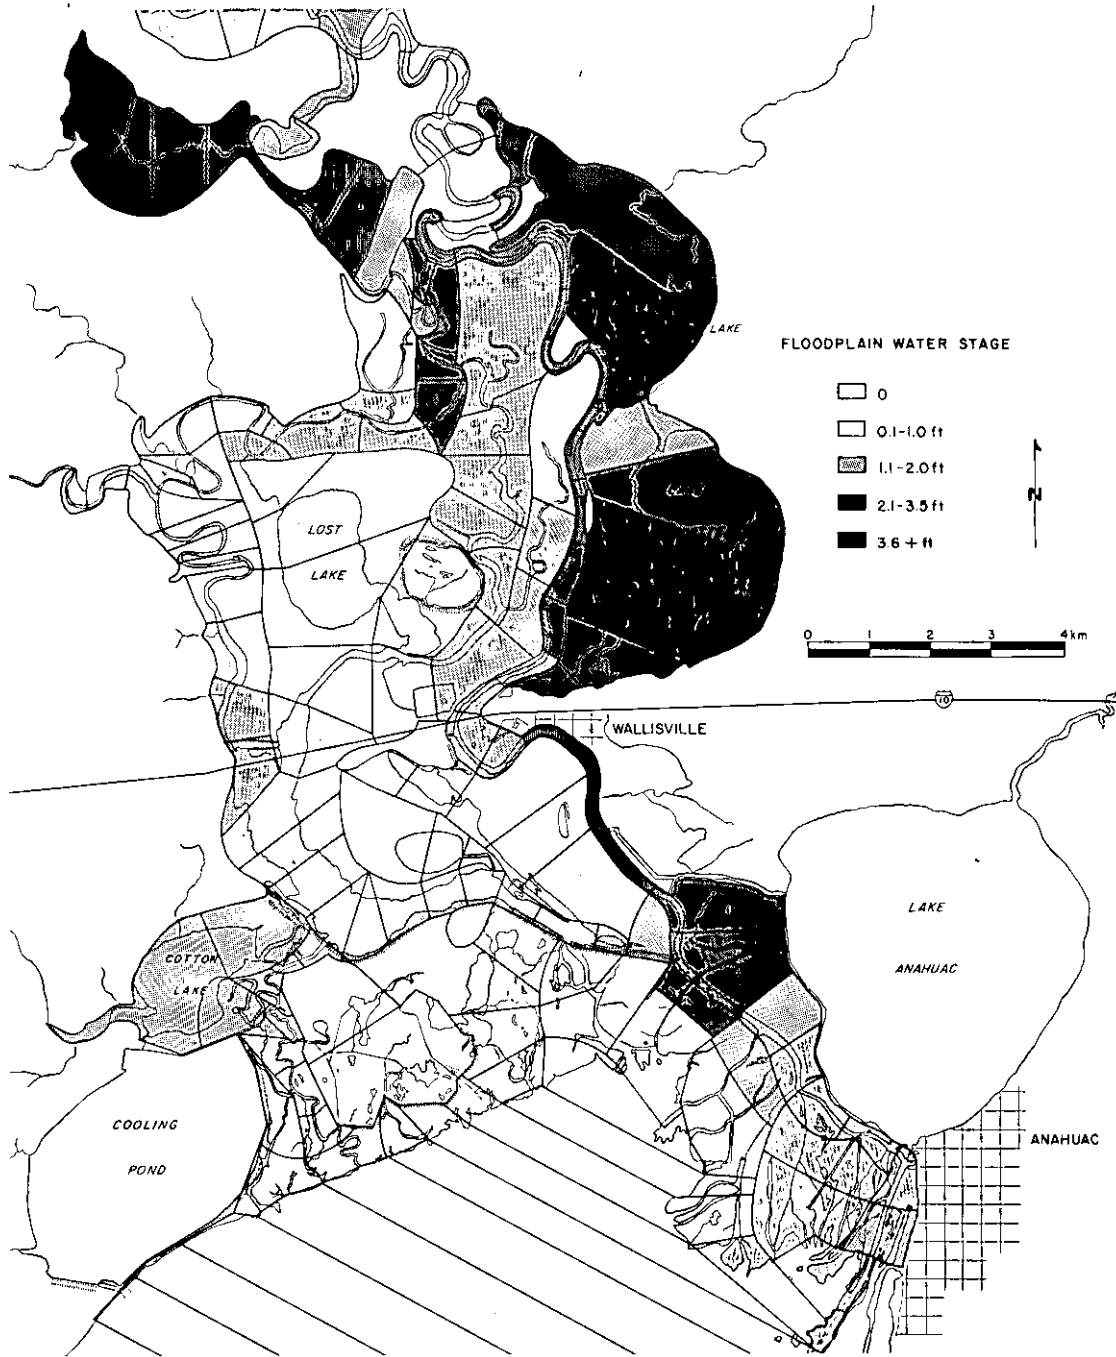 LAKE
FLOODPLAIN WATER STAGE
0
0.1-1.0 ft
1.1-2.0 ft
2.1-3.5 ft
3.6 + ft
N
LOST
LAKE
0 1 2 3 4 km
10
WALLISVILLE
LAKE
ANAHUAC
COTTON
LAKE
COOLING
POND
ANAHUAC